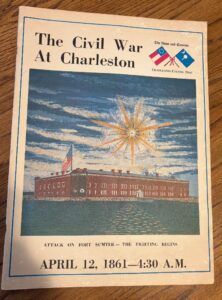 The Civil War
At Charleston
The News and Courier
CHARLESTON EVENING POST
ATTACK ON FORT SUMTER — THE FIGHTING BEGINS
APRIL 12, 1861—4:30 A.M.